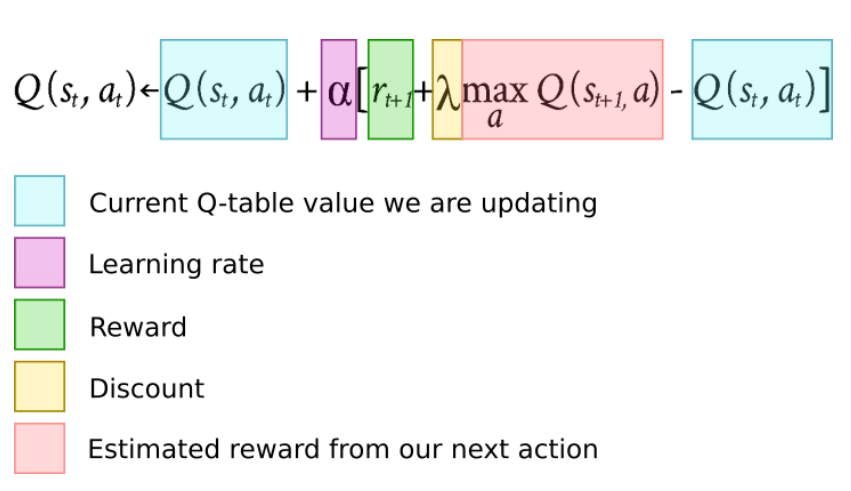 Q(sₜ, aₜ)←Q(sₜ, aₜ) + α[rₜ₊₁+λmax Q(sₜ₊₁, a) - Q(sₜ, aₜ)]
a
Current Q-table value we are updating
Learning rate
Reward
Discount
Estimated reward from our next action